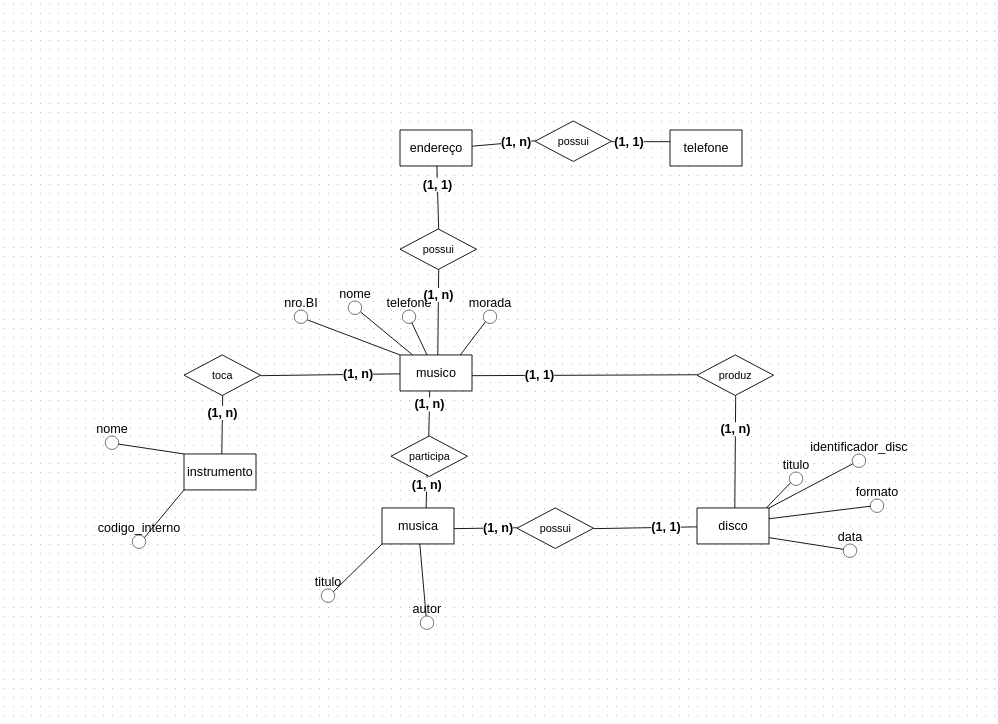 possui
endereço
(1, n)
(1, 1)
telefone
(1, 1)
possui
nro.BI
nome
telefone
(1, n)
morada
toca
(1, n)
musico
(1, 1)
produz
(1, n)
(1, n)
(1, n)
nome
participa
identificador_disc
titulo
instrumento
(1, n)
formato
codigo_interno
musica
(1, n)
possui
(1, 1)
disco
data
titulo
autor